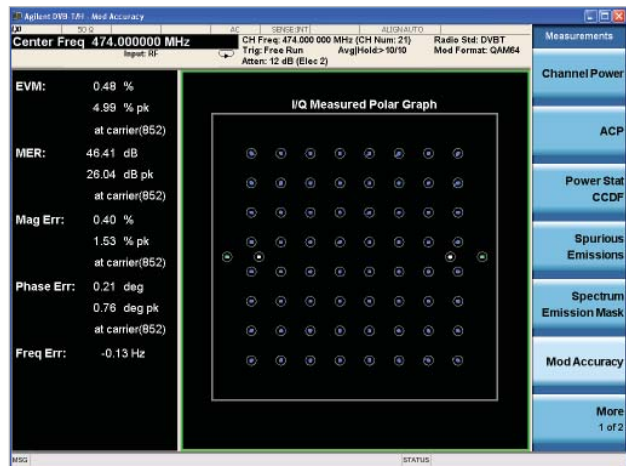 Agilent DVB-T/H - Mod Accuracy
50 Ω AC SENSE:INT ALIGNAUTO
Center Freq 474.000000 MHz
Input: RF
CH Freq: 474.000 000 MHz (CH Num: 21) Radio Std: DVBT
Trig: Free Run Avg|Hold:>10/10 Mod Format: QAM64
Atten: 12 dB (Elec 2)
EVM: 0.48 %
4.99 % pk
at carrier(852)
MER: 46.41 dB
26.04 dB pk
at carrier(852)
Mag Err: 0.40 %
1.53 % pk
at carrier(852)
Phase Err: 0.21 deg
0.76 deg pk
at carrier(852)
Freq Err: -0.13 Hz
I/Q Measured Polar Graph
Measurements
Channel Power
ACP
Power Stat
CCDF
Spurious
Emissions
Spectrum
Emission Mask
Mod Accuracy
More
1 of 2
MSG STATUS